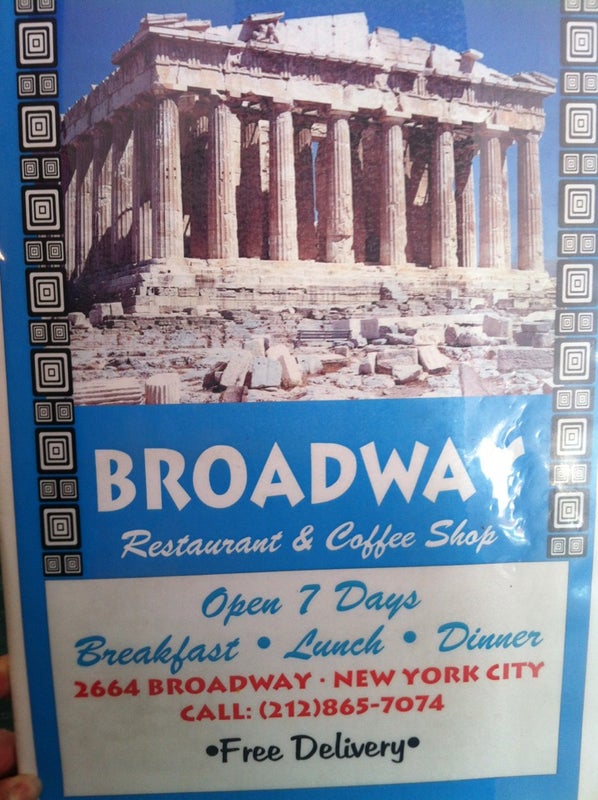 BROADWAY
Restaurant & Coffee Shop
Open 7 Days
Breakfast • Lunch • Dinner
2664 BROADWAY · NEW YORK CITY
CALL: (212)865-7074
•Free Delivery•